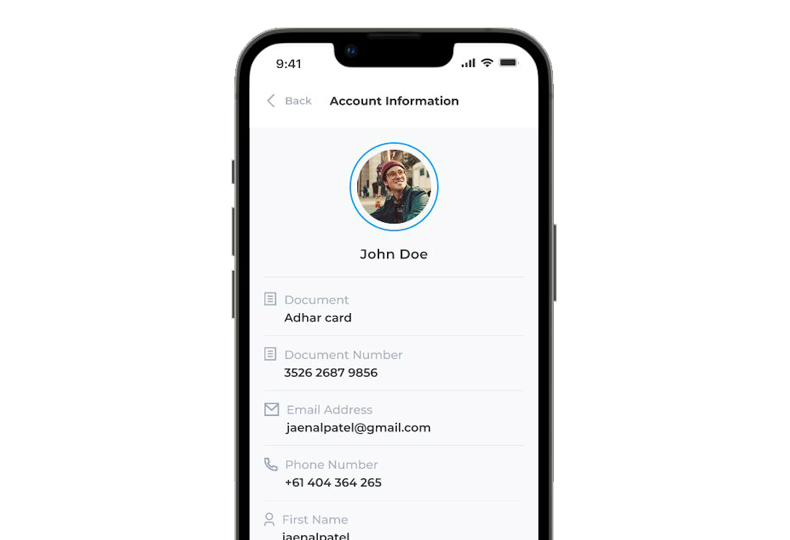 9:41
Back Account Information
John Doe
Document
Adhar card
Document Number
3526 2687 9856
Email Address
jaenalpatel@gmail.com
Phone Number
+61 404 364 265
First Name
jaenalpatel